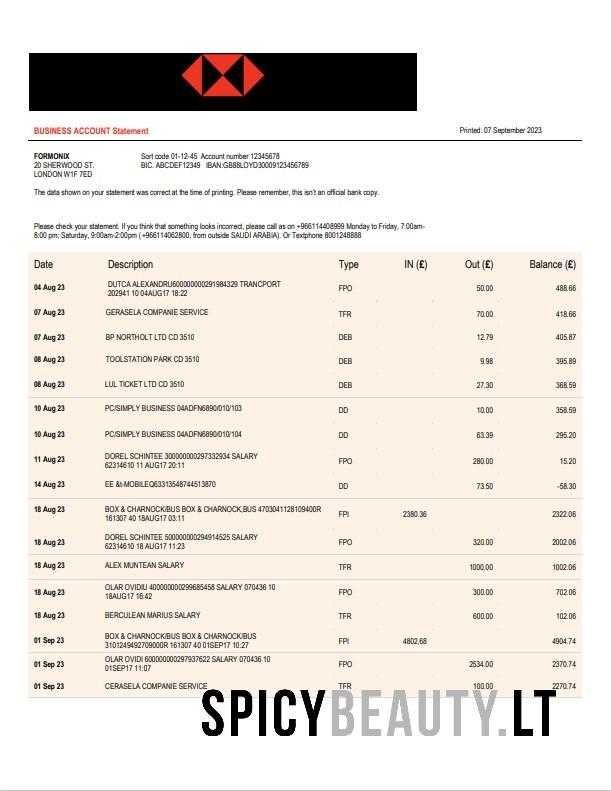 BUSINESS ACCOUNT Statement
Printed: 07 September 2023
FORMONIX
Sort code 01-12-45 Account number 12345678
20 SHERWOOD ST.
BIC. ABCDEF12349 IBAN:GB88LOYD30009123456789
LONDON W1F 7ED
The data shown on your statement was correct at the time of printing. Please remember, this isn't an official bank copy.
Please check your statement. If you think that something looks incorrect, please call as on +966114408999 Monday to Friday, 7:00am-
8:00 pm; Saturday, 9:00am-2:00pm ( +966114062800, from outside SAUDI ARABIA). Or Textphone 8001248888
Date Description Type IN (£) Out (£) Balance (£)
04 Aug 23 DUTCA ALEXANDRU600000000291984329 TRANCPORT FPO 50.00 488.66
202941 10 04AUG17 18:22
07 Aug 23 GERASELA COMPANIE SERVICE TFR 70.00 418.66
07 Aug 23 BP NORTHOLT LTD CD 3510 DEB 12.79 405.87
08 Aug 23 TOOLSTATION PARK CD 3510 DEB 9.98 395.89
08 Aug 23 LUL TICKET LTD CD 3510 DEB 27.30 368.59
10 Aug 23 PC/SIMPLY BUSINESS 04ADFN6890/010/103 DD 10.00 358.59
10 Aug 23 PC/SIMPLY BUSINESS 04ADFN6890/010/104 DD 63.39 295.20
11 Aug 23 DOREL SCHINTEE 300000000297332934 SALARY FPO 280.00 15.20
62314610 11 AUG17 20:11
14 Aug 23 EE &t-MOBILEQ63313548744513870 DD 73.50 -58.30
18 Aug 23 BOX & CHARNOCK/BUS BOX & CHARNOCK,BUS 4703041128109400R FPI 2380.36 2322.06
161307 40 18AUG17 03:11
18 Aug 23 DOREL SCHINTEE 500000000294914525 SALARY FPO 320.00 2002.06
62314610 18 AUG17 11:23
18 Aug 23 ALEX MUNTEAN SALARY TFR 1000.00 1002.06
18 Aug 23 OLAR OVIDIU 400000000299685458 SALARY 070436 10 FPO 300.00 702.06
18AUG17 16:42
18 Aug 23 BERCULEAN MARIUS SALARY TFR 600.00 102.06
01 Sep 23 BOX & CHARNOCK/BUS BOX & CHARNOCK/BUS FPI 4802.68 4904.74
3101249492709000R 161307 40 01SEP17 10:27
01 Sep 23 OLAR OVIDI 600000000297937622 SALARY 070436 10 FPO 2534.00 2370.74
01SEP17 11:07
01 Sep 23 CERASELA COMPANIE SERVICE TFR 100.00 2270.74
SPICYBEAUTY.LT